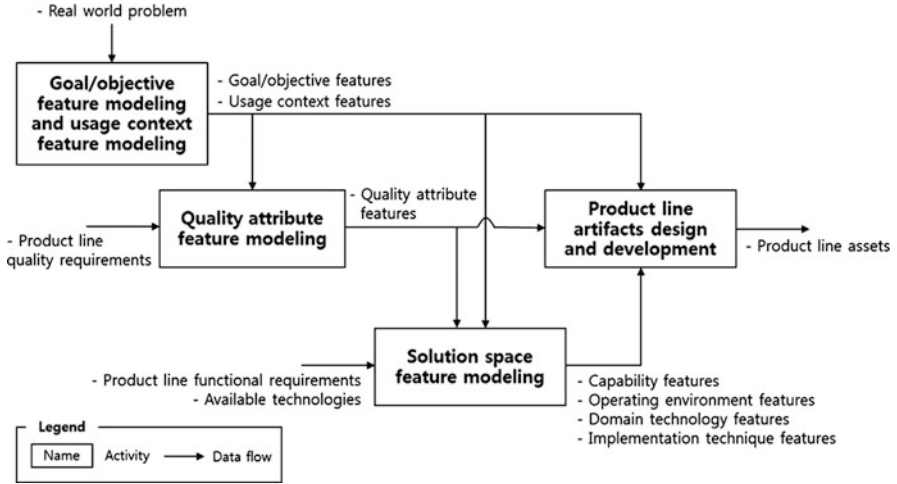 - Real world problem
Goal/objective
feature modeling
and usage context
feature modeling
- Goal/objective features
- Usage context features
Quality attribute
feature modeling
- Quality attribute
features
Product line
artifacts design
and development
- Product line
quality requirements
- Product line assets
Solution space
feature modeling
- Product line functional requirements
- Available technologies
- Capability features
- Operating environment features
- Domain technology features
- Implementation technique features
Legend
Name Activity Data flow